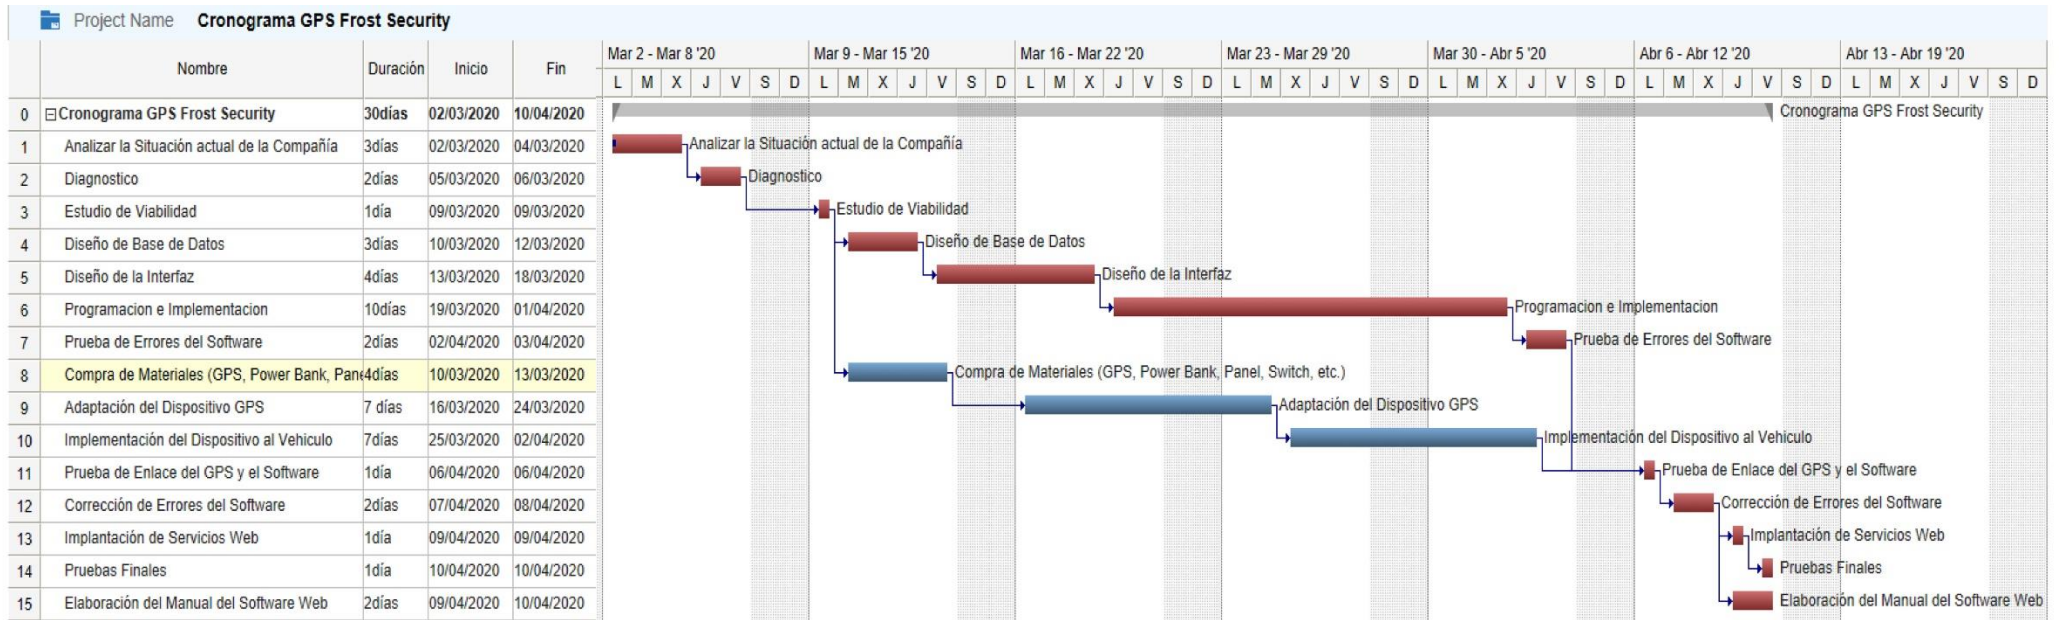 Project Name Cronograma GPS Frost Security
Nombre Duración Inicio Fin
Mar 2 - Mar 8 '20 Mar 9 - Mar 15 '20 Mar 16 - Mar 22 '20 Mar 23 - Mar 29 '20 Mar 30 - Abr 5 '20 Abr 6 - Abr 12 '20 Abr 13 - Abr 19 '20
L M X J V S D L M X J V S D L M X J V S D L M X J V S D L M X J V S D L M X J V S D L M X J V S D
0 Cronograma GPS Frost Security 30días 02/03/2020 10/04/2020 Cronograma GPS Frost Security
1 Analizar la Situación actual de la Compañía 3días 02/03/2020 04/03/2020 Analizar la Situación actual de la Compañía
2 Diagnostico 2días 05/03/2020 06/03/2020 Diagnostico
3 Estudio de Viabilidad 1día 09/03/2020 09/03/2020 Estudio de Viabilidad
4 Diseño de Base de Datos 3días 10/03/2020 12/03/2020 Diseño de Base de Datos
5 Diseño de la Interfaz 4días 13/03/2020 18/03/2020 Diseño de la Interfaz
6 Programacion e Implementacion 10días 19/03/2020 01/04/2020 Programacion e Implementacion
7 Prueba de Errores del Software 2días 02/04/2020 03/04/2020 Prueba de Errores del Software
8 Compra de Materiales (GPS, Power Bank, Pane 4días 10/03/2020 13/03/2020 Compra de Materiales (GPS, Power Bank, Panel, Switch, etc.)
9 Adaptación del Dispositivo GPS 7 días 16/03/2020 24/03/2020 Adaptación del Dispositivo GPS
10 Implementación del Dispositivo al Vehiculo 7días 25/03/2020 02/04/2020 Implementación del Dispositivo al Vehiculo
11 Prueba de Enlace del GPS y el Software 1día 06/04/2020 06/04/2020 Prueba de Enlace del GPS y el Software
12 Corrección de Errores del Software 2días 07/04/2020 08/04/2020 Corrección de Errores del Software
13 Implantación de Servicios Web 1día 09/04/2020 09/04/2020 Implantación de Servicios Web
14 Pruebas Finales 1día 10/04/2020 10/04/2020 Pruebas Finales
15 Elaboración del Manual del Software Web 2días 09/04/2020 10/04/2020 Elaboración del Manual del Software Web